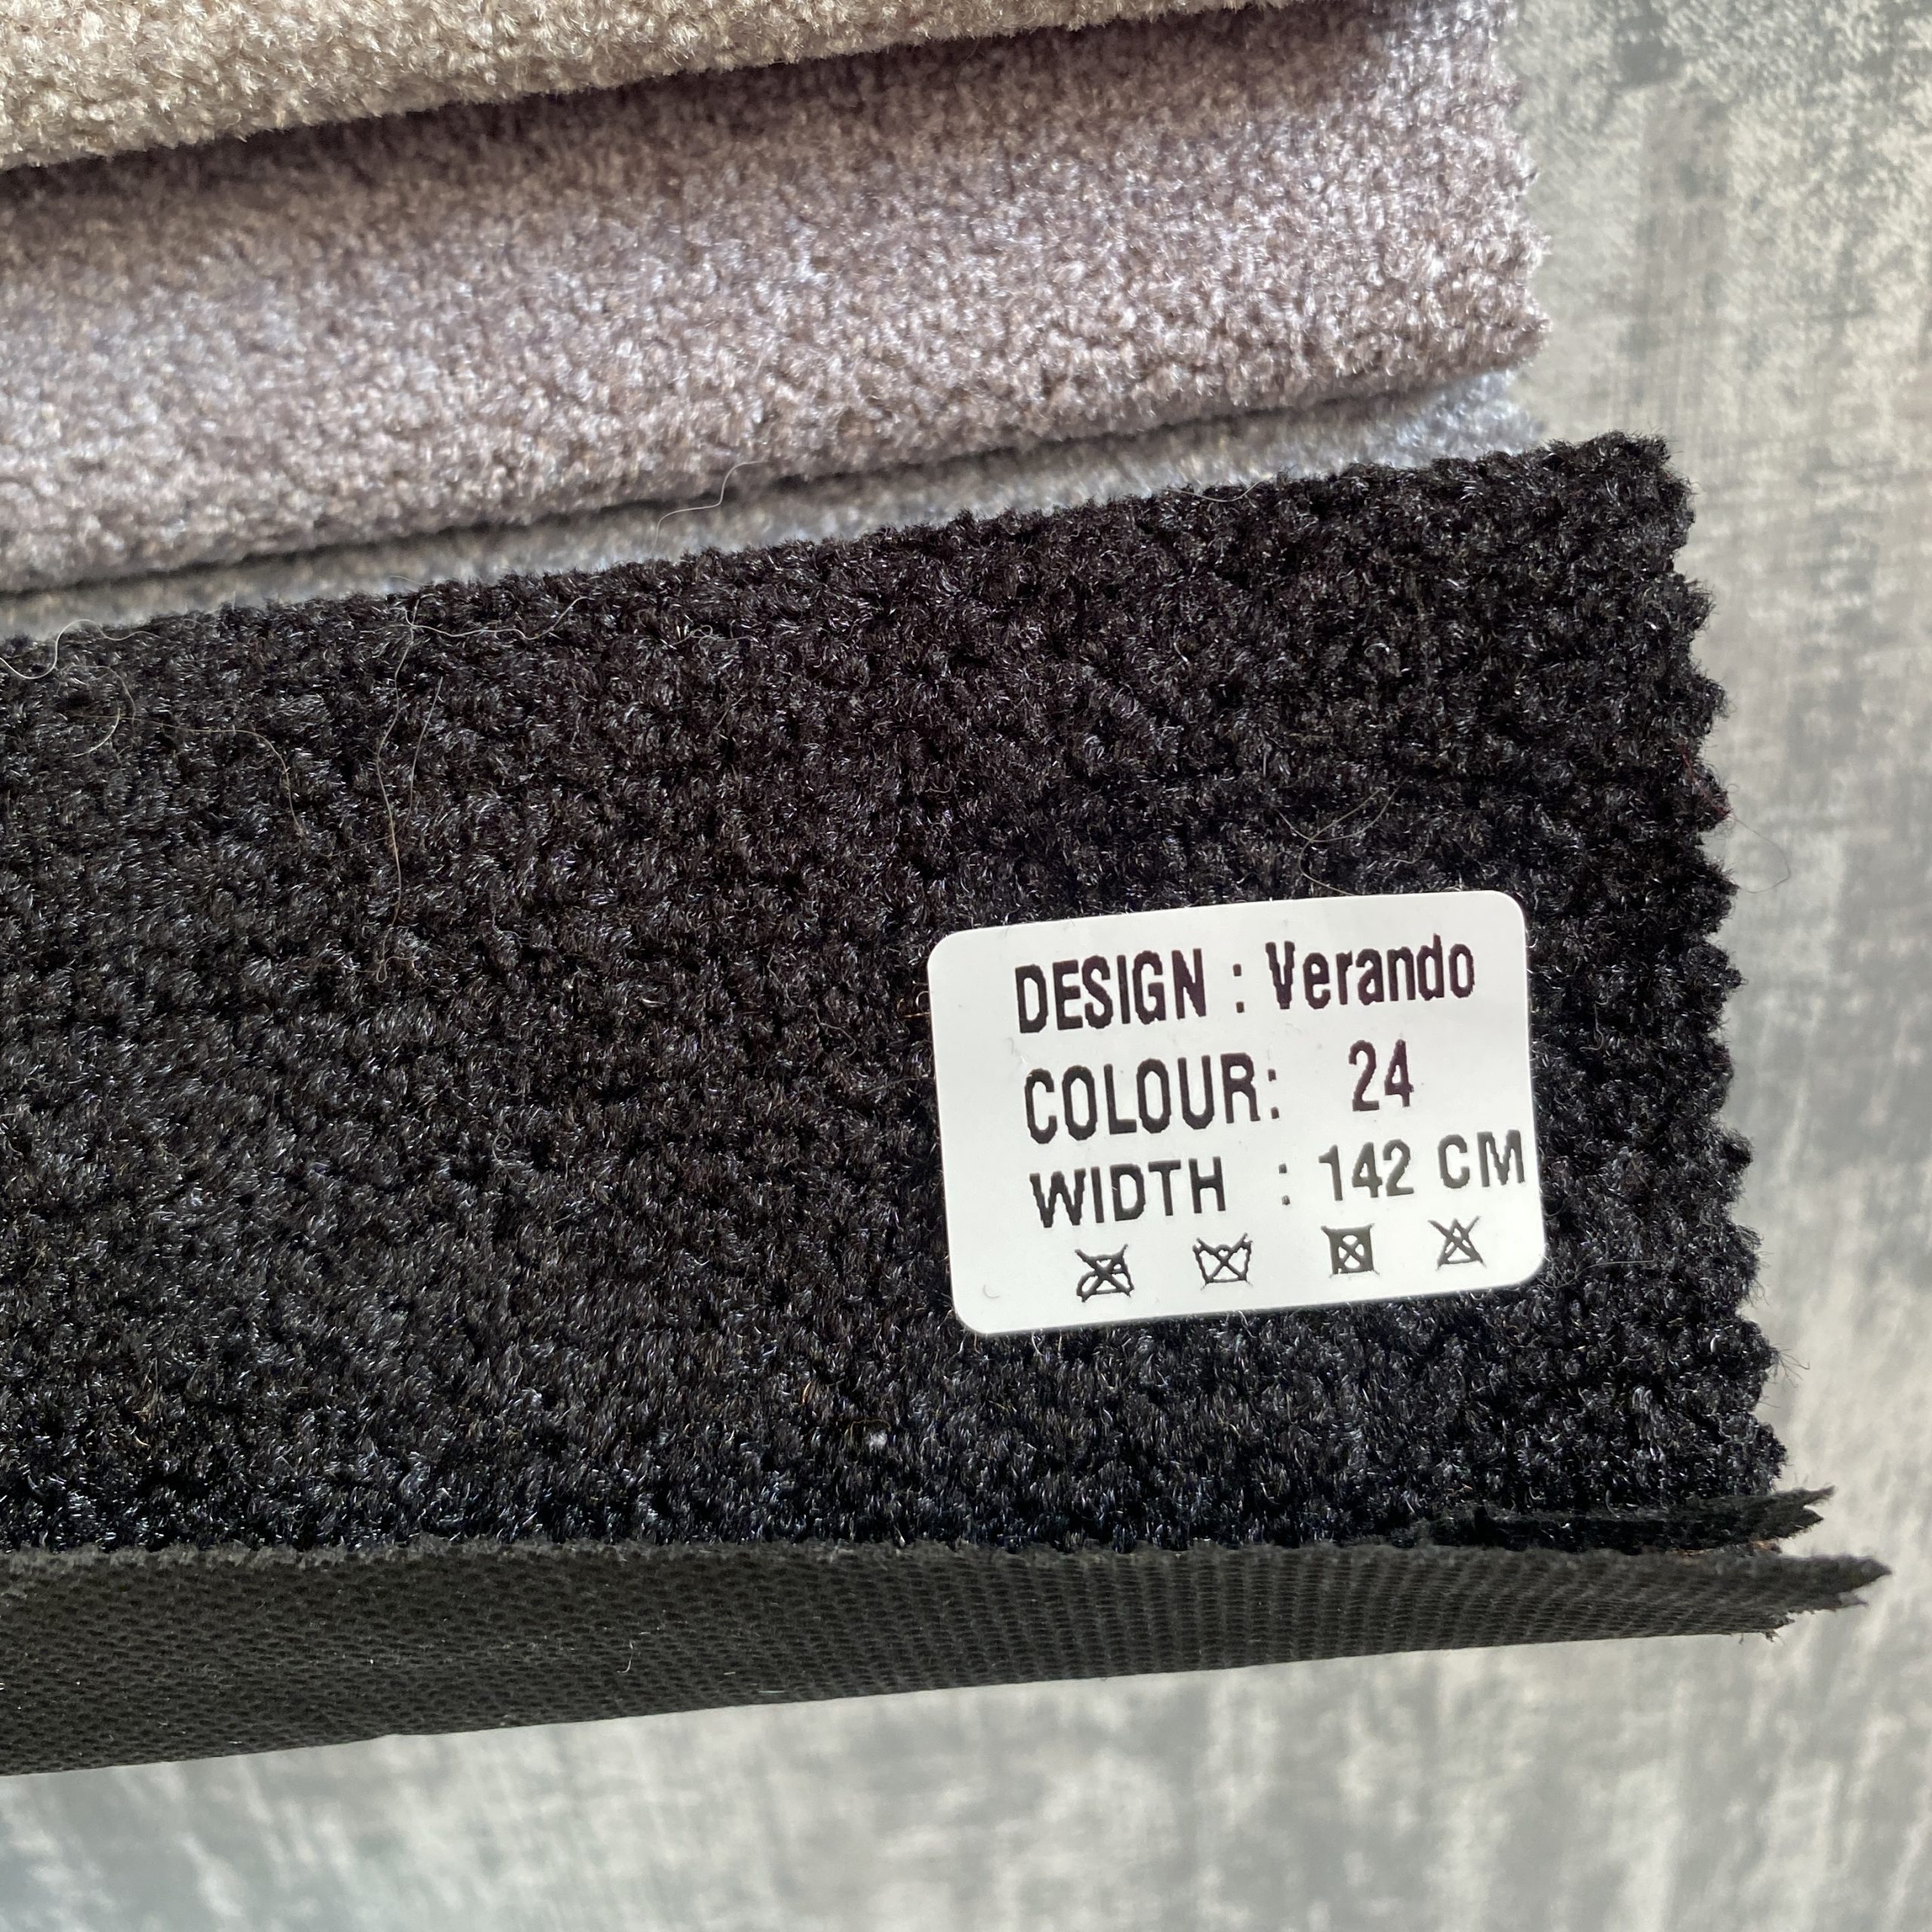 DESIGN : Verando
COLOUR: 24
WIDTH : 142 CM